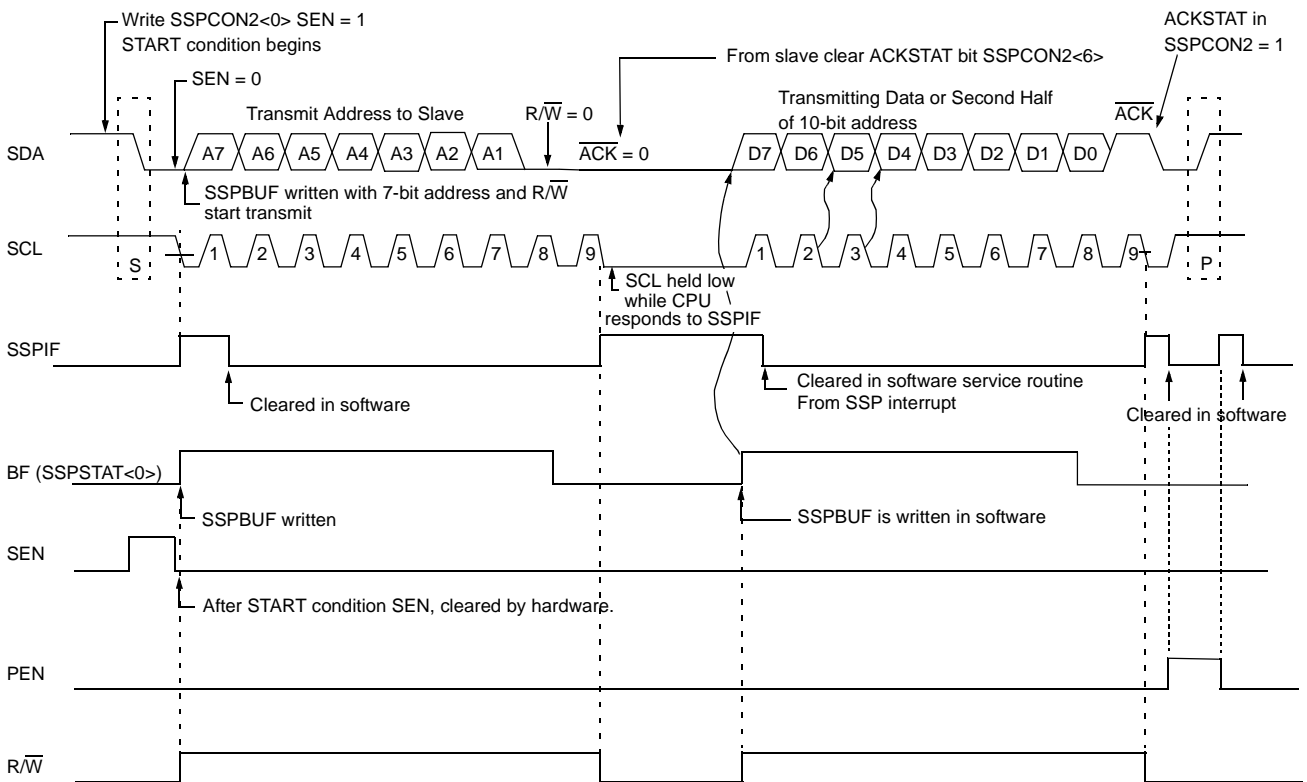 Write SSPCON2<0> SEN = 1
START condition begins
ACKSTAT in
SSPCON2 = 1
From slave clear ACKSTAT bit SSPCON2<6>
SEN = 0
Transmit Address to Slave
R/W̅ = 0
Transmitting Data or Second Half
of 10-bit address
A̅C̅K̅
SDA
A7 A6 A5 A4 A3 A2 A1
A̅C̅K̅ = 0
D7 D6 D5 D4 D3 D2 D1 D0
SSPBUF written with 7-bit address and R/W̅
start transmit
SCL
S
1 2 3 4 5 6 7 8 9
1 2 3 4 5 6 7 8 9
P
SCL held low
while CPU
responds to SSPIF
SSPIF
Cleared in software
Cleared in software service routine
From SSP interrupt
Cleared in software
BF (SSPSTAT<0>)
SSPBUF written
SSPBUF is written in software
SEN
After START condition SEN, cleared by hardware.
PEN
R/W̅